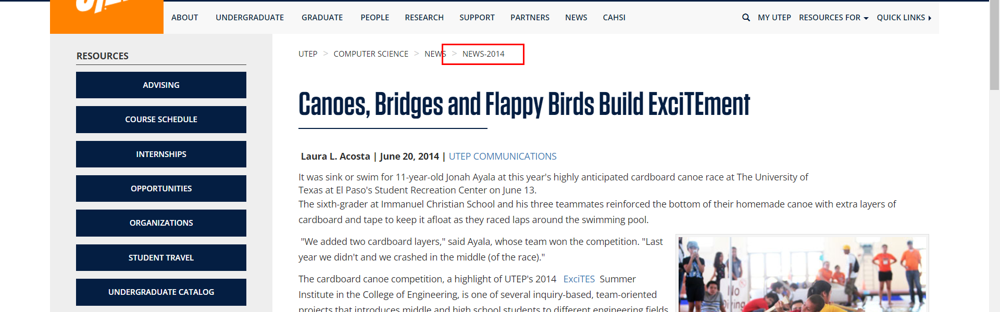 ABOUT UNDERGRADUATE GRADUATE PEOPLE RESEARCH SUPPORT PARTNERS NEWS CAHSI MY UTEP RESOURCES FOR QUICK LINKS
RESOURCES
ADVISING
COURSE SCHEDULE
INTERNSHIPS
OPPORTUNITIES
ORGANIZATIONS
STUDENT TRAVEL
UNDERGRADUATE CATALOG
UTEP > COMPUTER SCIENCE > NEWS > NEWS-2014
Canoes, Bridges and Flappy Birds Build ExciTEment
Laura L. Acosta | June 20, 2014 | UTEP COMMUNICATIONS
It was sink or swim for 11-year-old Jonah Ayala at this year's highly anticipated cardboard canoe race at The University of
Texas at El Paso's Student Recreation Center on June 13.
The sixth-grader at Immanuel Christian School and his three teammates reinforced the bottom of their homemade canoe with extra layers of
cardboard and tape to keep it afloat as they raced laps around the swimming pool.
"We added two cardboard layers," said Ayala, whose team won the competition. "Last
year we didn't and we crashed in the middle (of the race)."
The cardboard canoe competition, a highlight of UTEP's 2014 ExciTES Summer
Institute in the College of Engineering, is one of several inquiry-based, team-oriented
projects that introduces middle and high school students to different engineering fields
No
Diving